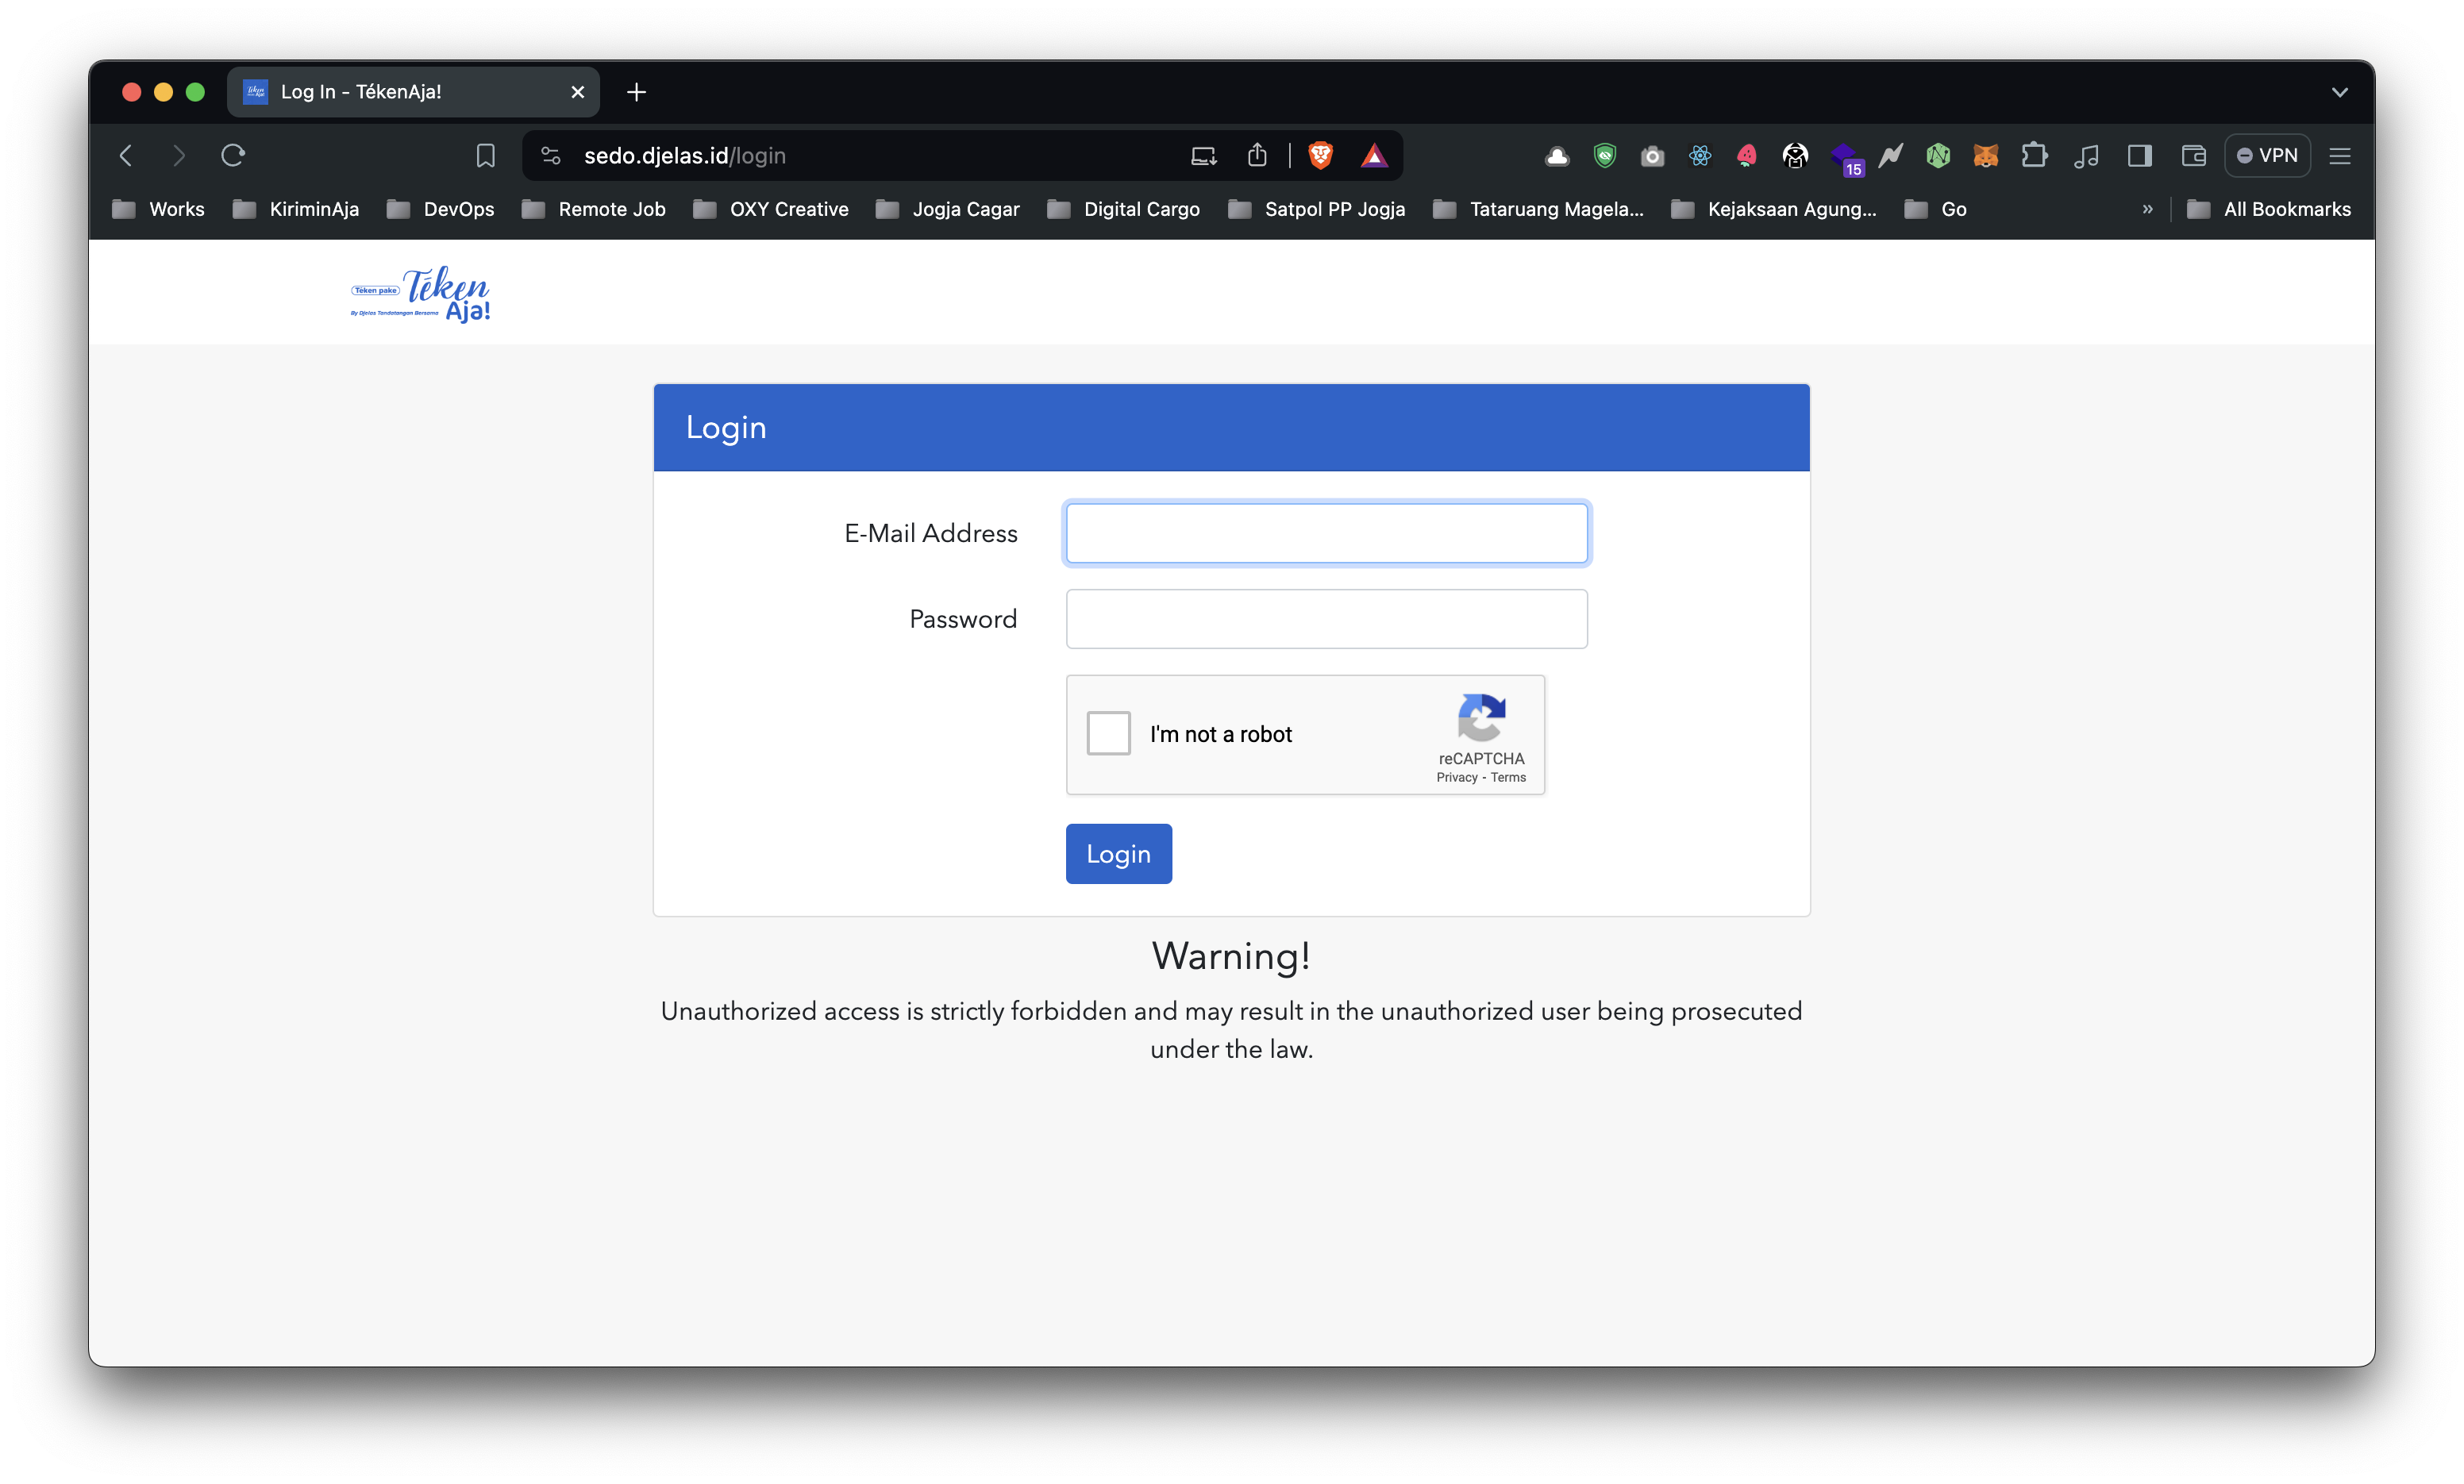 Log In - TékenAja!
sedo.djelas.id/login
15
VPN
Works
KiriminAja
DevOps
Remote Job
OXY Creative
Jogja Cagar
Digital Cargo
Satpol PP Jogja
Tataruang Magela...
Kejaksaan Agung...
Go
»
All Bookmarks
Téken pake
Téken
By Djelas Tandatangan Bersama
Aja!
Login
E-Mail Address
Password
I'm not a robot
reCAPTCHA
Privacy - Terms
Login
Warning!
Unauthorized access is strictly forbidden and may result in the unauthorized user being prosecuted
under the law.